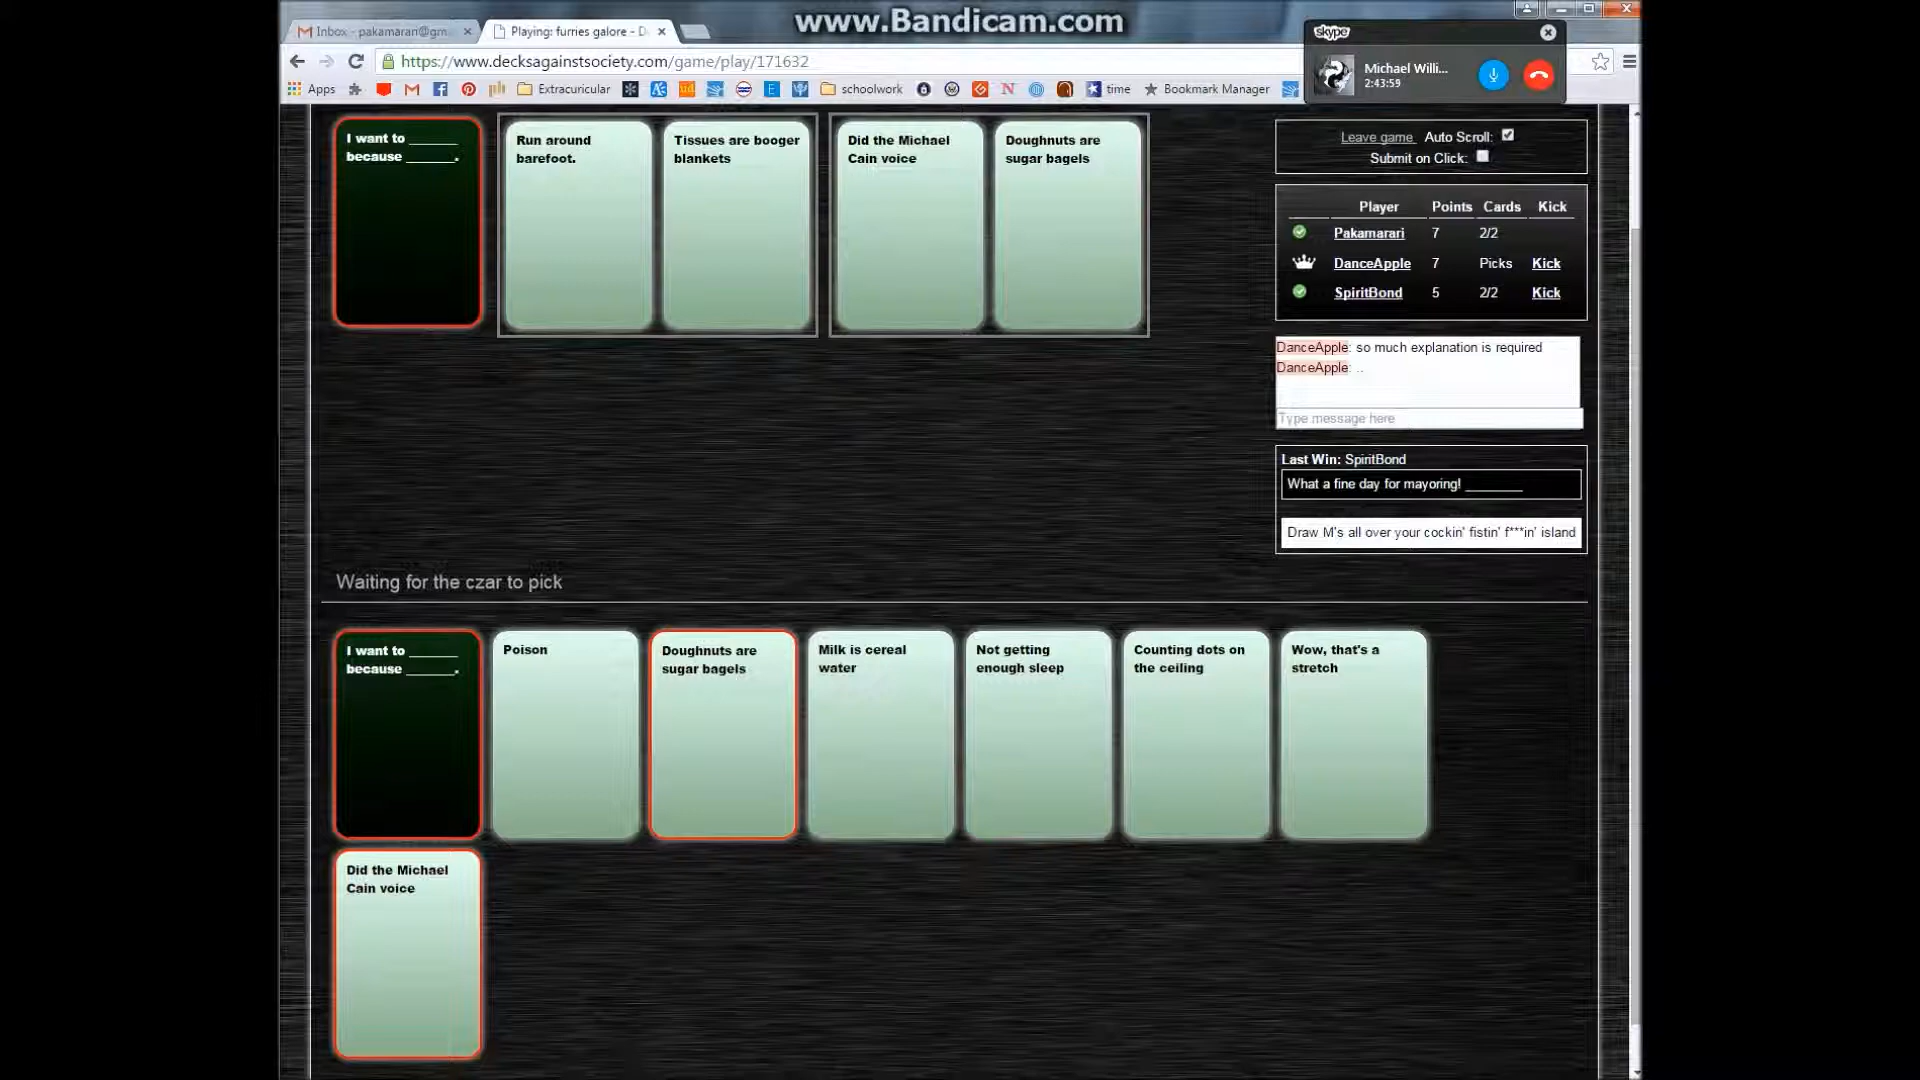 www.Bandicam.com
Inbox - pakamaran@gm
Playing: furries galore - D
skype
Michael Willi...
2:43:59
https://www.decksagainstsociety.com/game/play/171632
Apps
Extracurricular
schoolwork
time
Bookmark Manager
I want to ______
because ______.
Run around
barefoot.
Tissues are booger
blankets
Did the Michael
Cain voice
Doughnuts are
sugar bagels
Leave game Auto Scroll:
Submit on Click:
Player Points Cards Kick
Pakamarari 7 2/2
DanceApple 7 Picks Kick
SpiritBond 5 2/2 Kick
DanceApple: so much explanation is required
DanceApple: ..
Type message here
Last Win: SpiritBond
What a fine day for mayoring! ________
Draw M's all over your cockin' fistin' f***in' island
Waiting for the czar to pick
I want to ______
because ______.
Poison
Doughnuts are
sugar bagels
Milk is cereal
water
Not getting
enough sleep
Counting dots on
the ceiling
Wow, that's a
stretch
Did the Michael
Cain voice